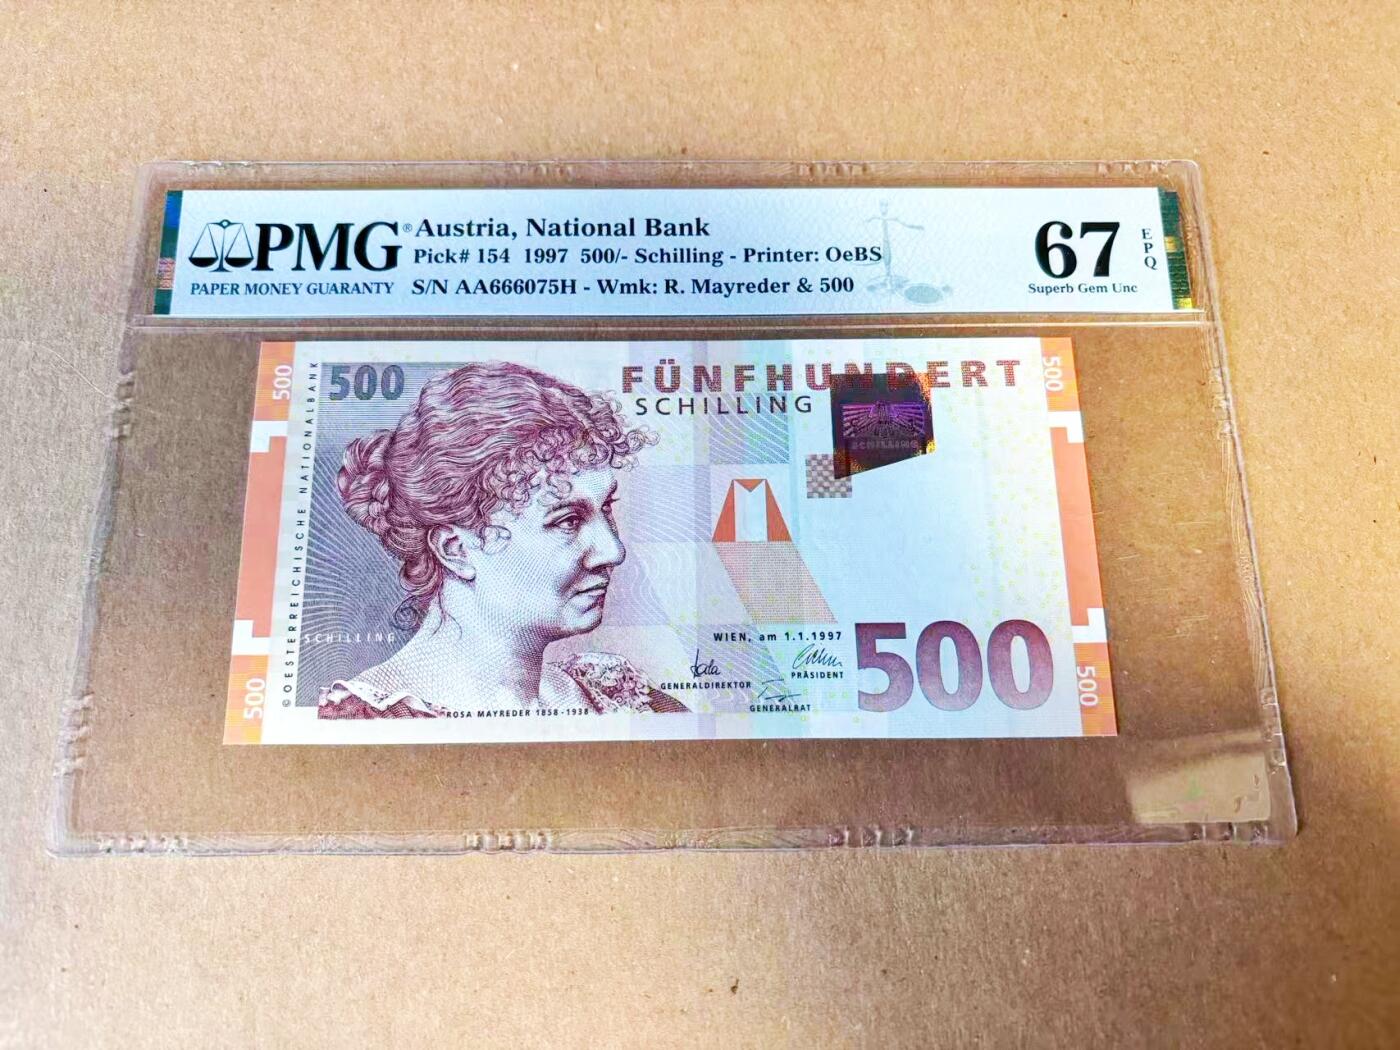 PMG®
PAPER MONEY GUARANTY
Austria, National Bank
Pick# 154 1997 500/- Schilling - Printer: OeBS
S/N AA666075H - Wmk: R. Mayreder & 500
67
EPQ
Superb Gem Unc
500
500
FÜNFHUNDERT
SCHILLING
500
SCHILLING
© OESTERREICHISCHE NATIONALBANK
SCHILLING
WIEN, am 1.1.1997
GENERALDIREKTOR
PRÄSIDENT
GENERALRAT
500
ROSA MAYREDER 1858-1938
500
500